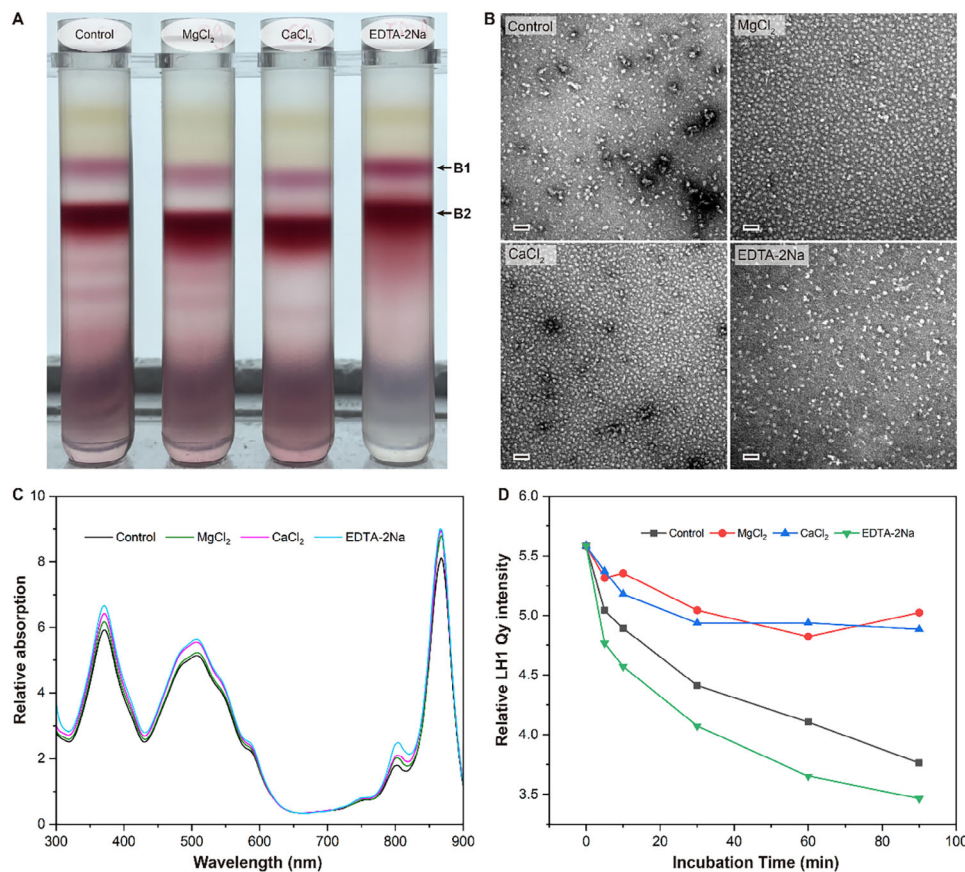 A
Control
MgCl₂
CaCl₂
EDTA-2Na
B1
B2
B
Control
MgCl₂
CaCl₂
EDTA-2Na
C
10
8
6
4
2
0
Relative absorption
Control
MgCl₂
CaCl₂
EDTA-2Na
300 400 500 600 700 800 900
Wavelength (nm)
D
6.0
5.5
5.0
4.5
4.0
3.5
Relative LH1 Qy intensity
Control
MgCl₂
CaCl₂
EDTA-2Na
0 20 40 60 80 100
Incubation Time (min)